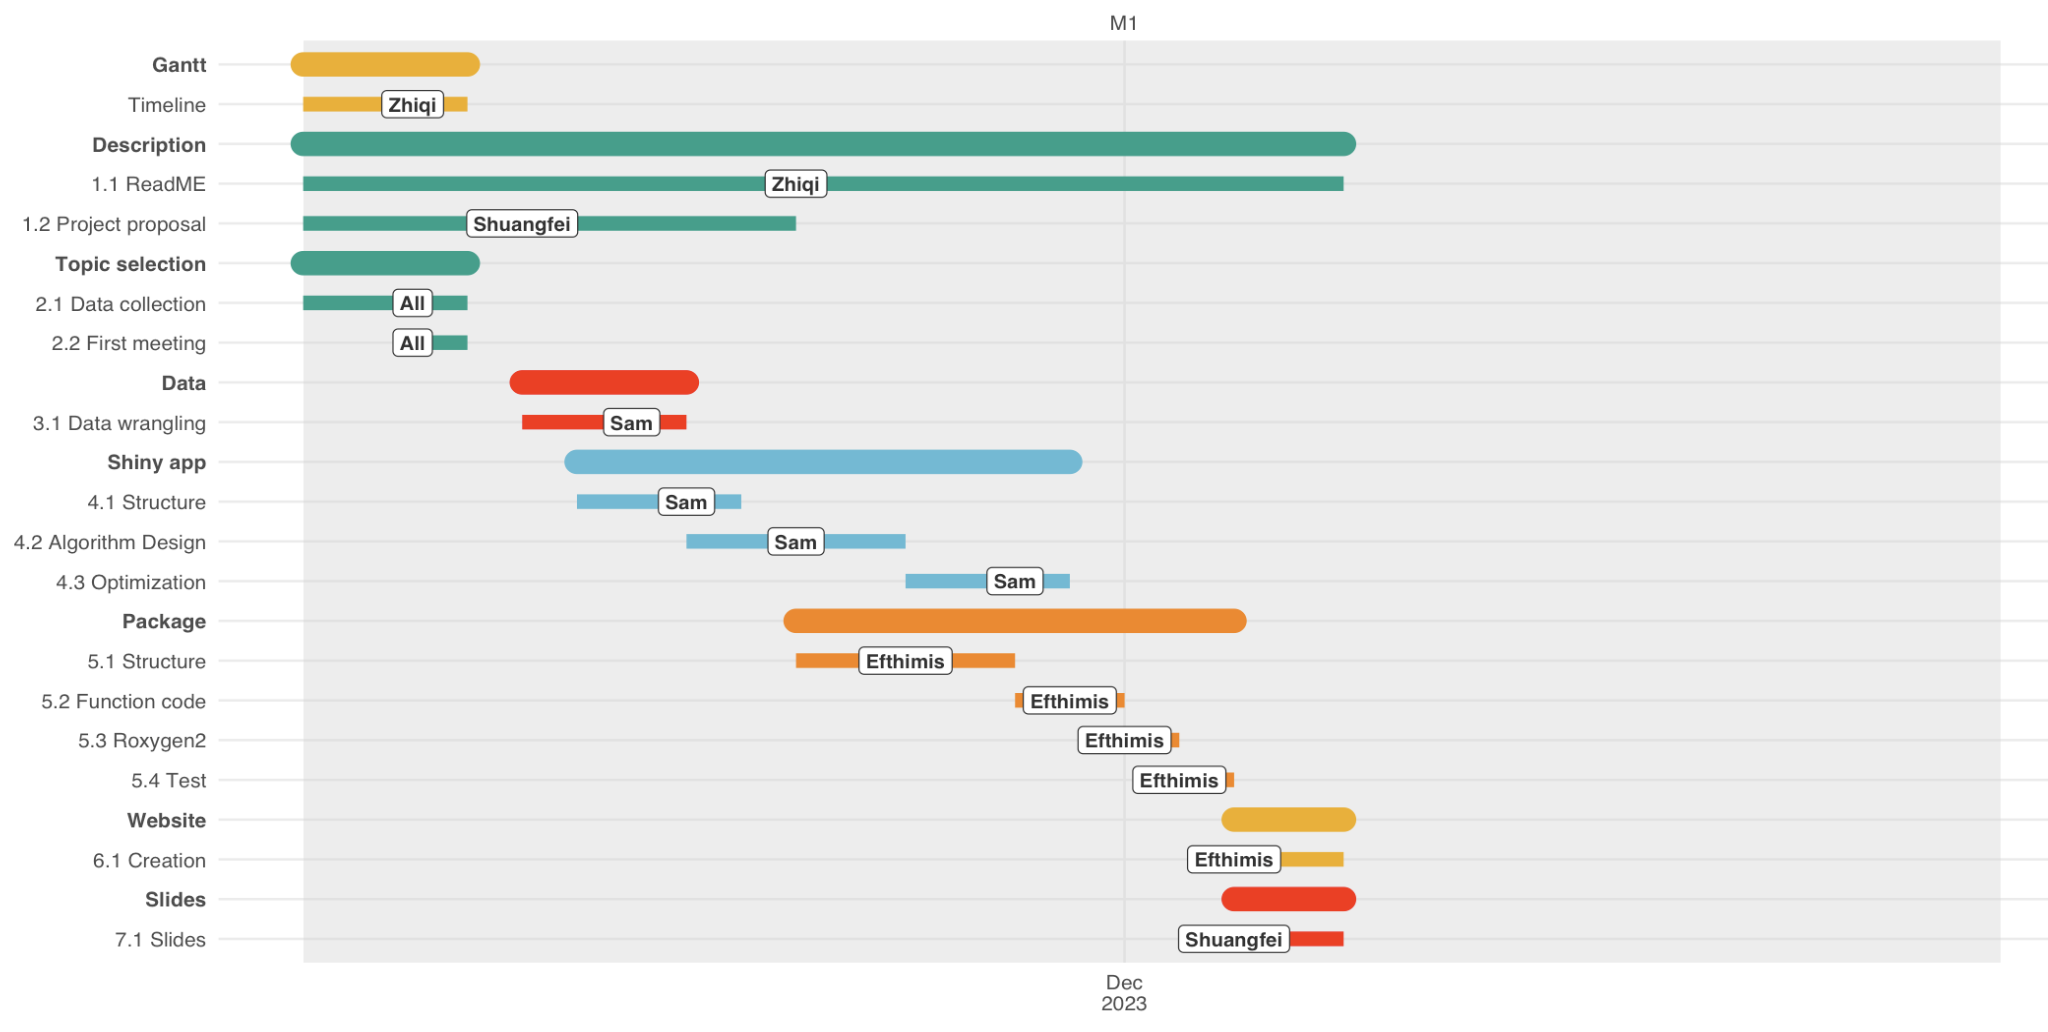 M1
Gantt
Timeline Zhiqi
Description
1.1 ReadME Zhiqi
1.2 Project proposal Shuangfei
Topic selection
2.1 Data collection All
2.2 First meeting All
Data
3.1 Data wrangling Sam
Shiny app
4.1 Structure Sam
4.2 Algorithm Design Sam
4.3 Optimization Sam
Package
5.1 Structure Efthimis
5.2 Function code Efthimis
5.3 Roxygen2 Efthimis
5.4 Test Efthimis
Website
6.1 Creation Efthimis
Slides
7.1 Slides Shuangfei
Dec
2023